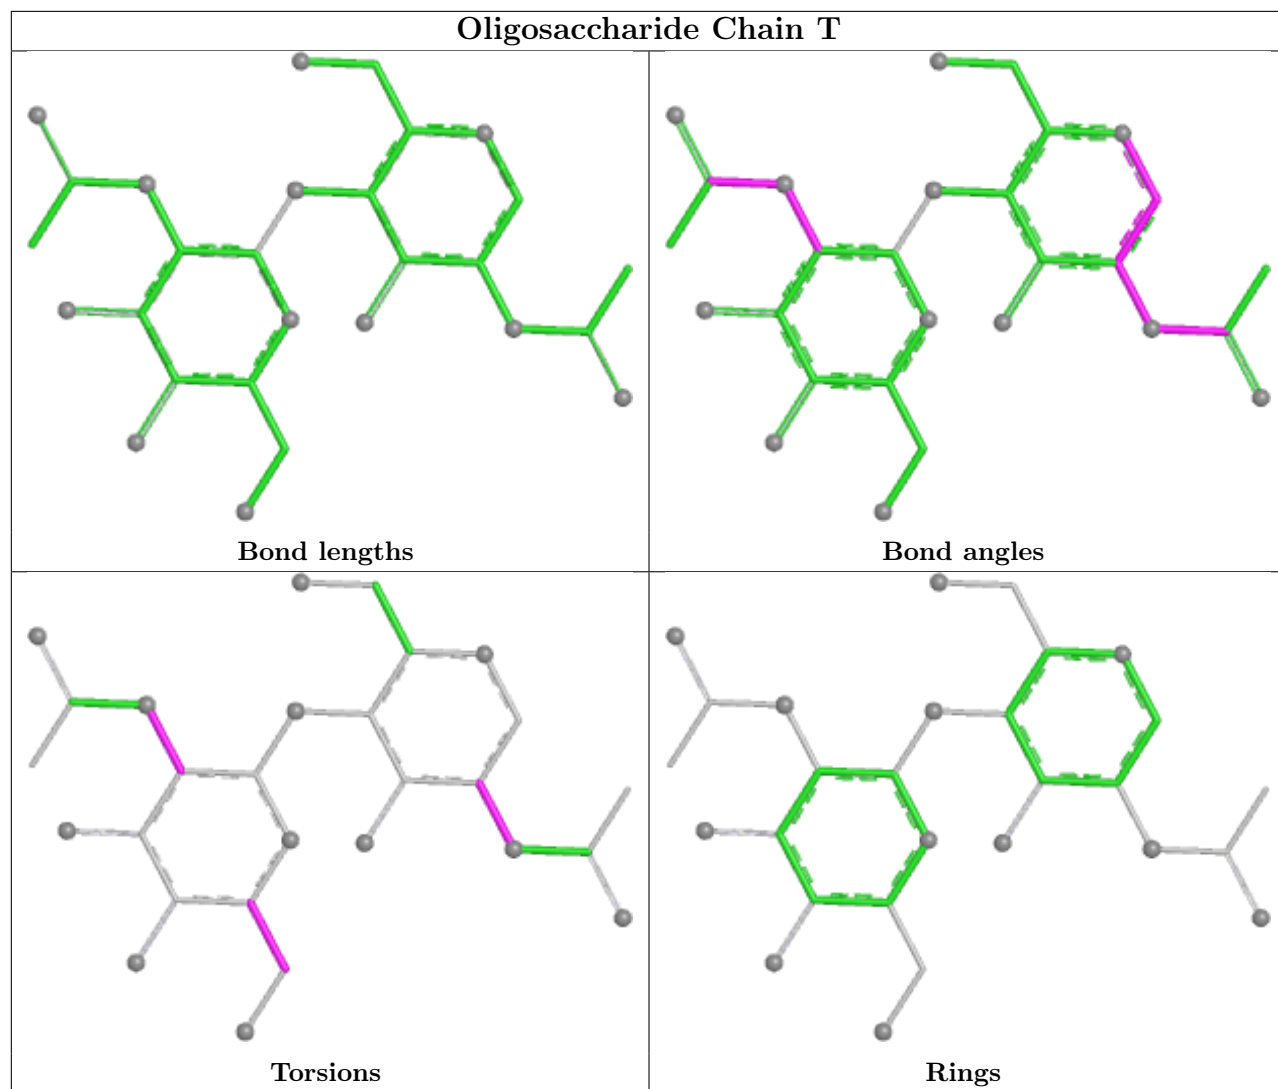 Oligosaccharide Chain T
Bond lengths
Bond angles
Torsions
Rings